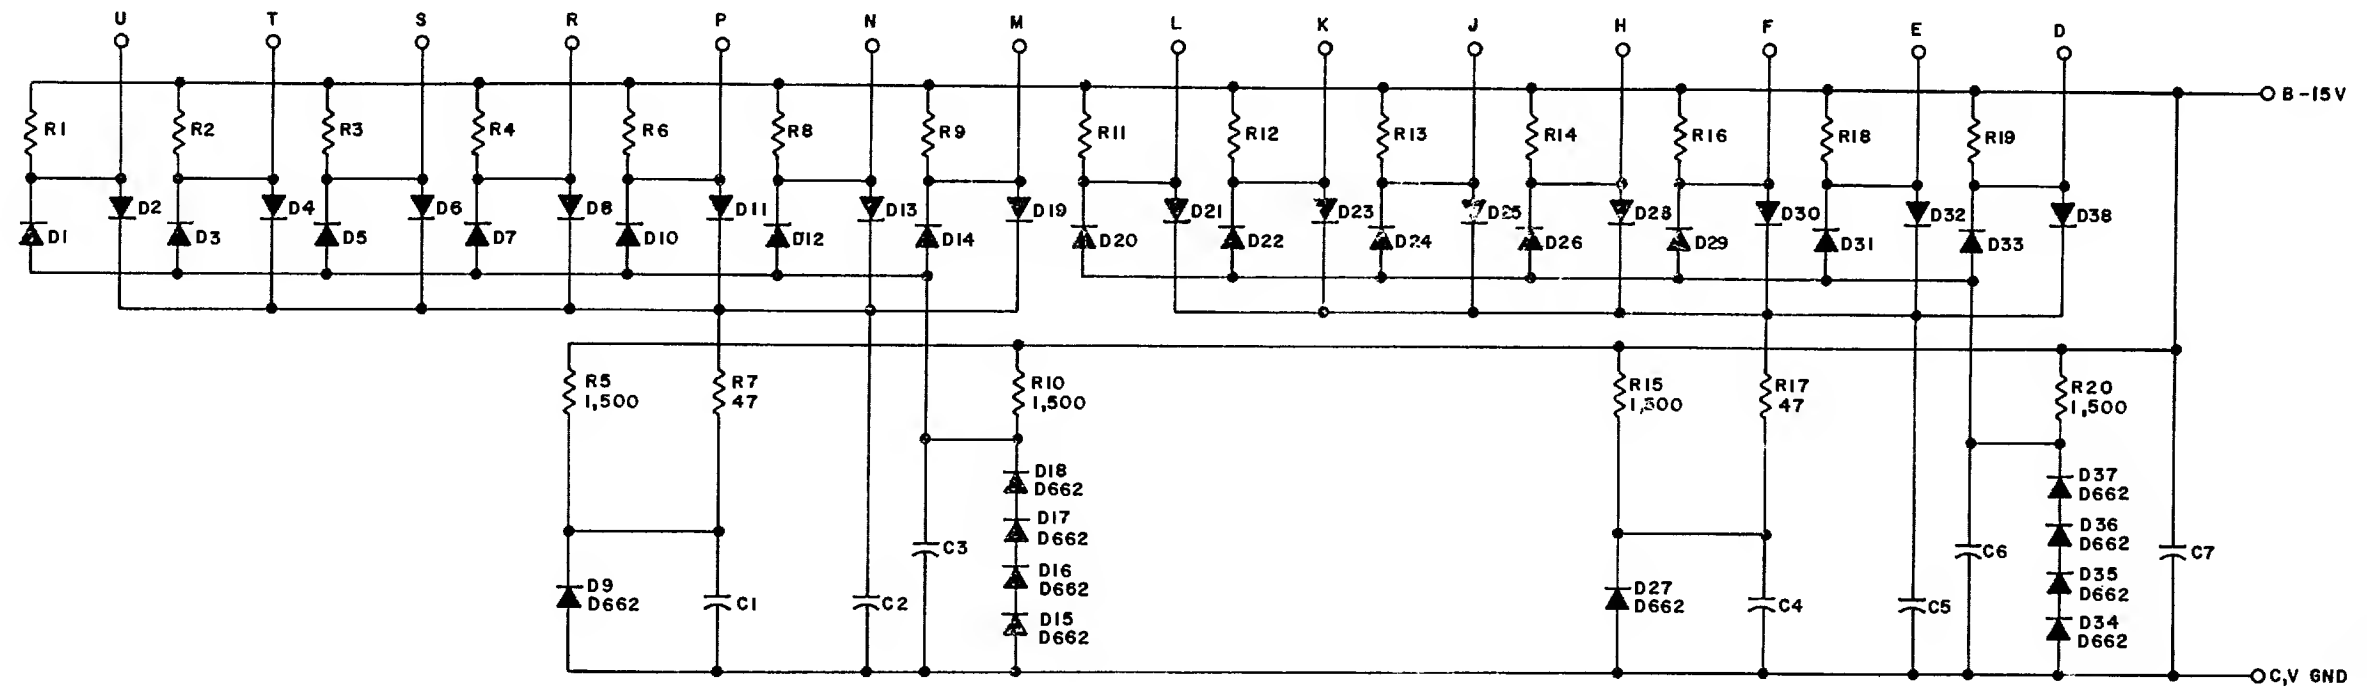 U T S R P N M L K J H F E D
B -15V
R1 R2 R3 R4 R6 R8 R9 R11 R12 R13 R14 R16 R18 R19
D2 D4 D6 D8 D11 D13 D19 D21 D23 D25 D28 D30 D32 D38
D1 D3 D5 D7 D10 D12 D14 D20 D22 D24 D26 D29 D31 D33
R5 R7 R10 R15 R17 R20
1,500 47 1,500 1,500 47 1,500
D18
D662
D17
D662
D16
D662
D15
D662
D37
D662
D36
D662
D35
D662
D34
D662
C3 C6 C7
D9
D662
D27
D662
C1 C2 C4 C5
C,V GND